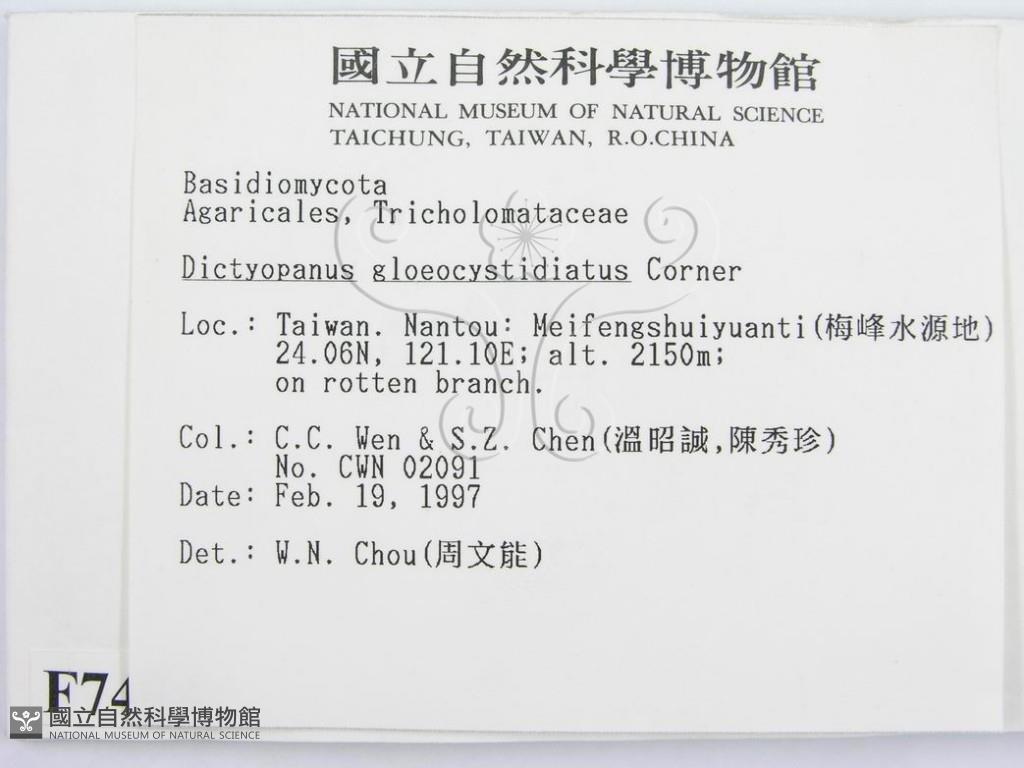 國立自然科學博物館
NATIONAL MUSEUM OF NATURAL SCIENCE
TAICHUNG, TAIWAN, R.O.CHINA
Basidiomycota
Agaricales, Tricholomataceae
Dictyopanus gloeocystidiatus Corner
Loc.: Taiwan. Nantou: Meifengshuiyuanti(梅峰水源地)
24.06N, 121.10E; alt. 2150m;
on rotten branch.
Col.: C.C. Wen & S.Z. Chen(溫昭誠,陳秀珍)
No. CWN 02091
Date: Feb. 19, 1997
Det.: W.N. Chou(周文能)
F74
國立自然科學博物館
NATIONAL MUSEUM OF NATURAL SCIENCE